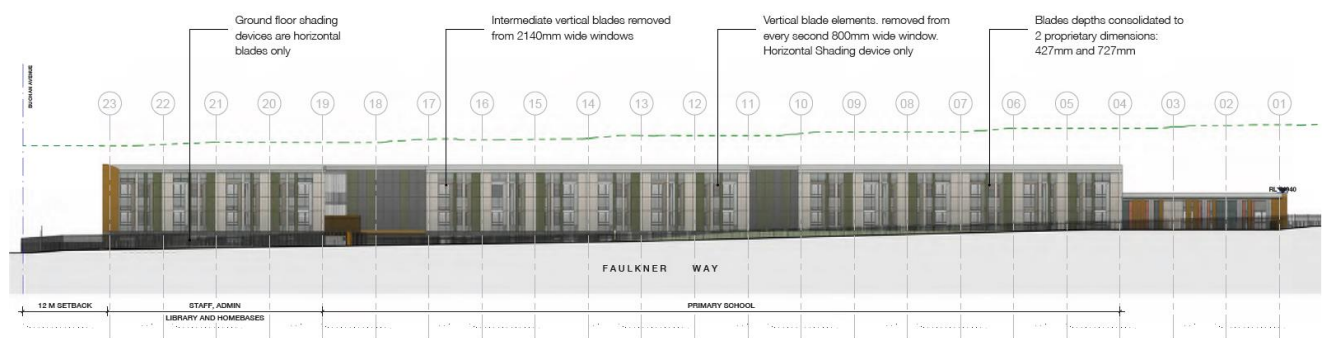 Ground floor shading
devices are horizontal
blades only
Intermediate vertical blades removed
from 2140mm wide windows
Vertical blade elements. removed from
every second 800mm wide window.
Horizontal Shading device only
Blades depths consolidated to
2 proprietary dimensions:
427mm and 727mm
BUCHAN AVENUE
23 22 21 20 19 18 17 16 15 14 13 12 11 10 09 08 07 06 05 04 03 02 01
FAULKNER WAY
12 M SETBACK
STAFF, ADMIN
LIBRARY AND HOMEBASES
PRIMARY SCHOOL